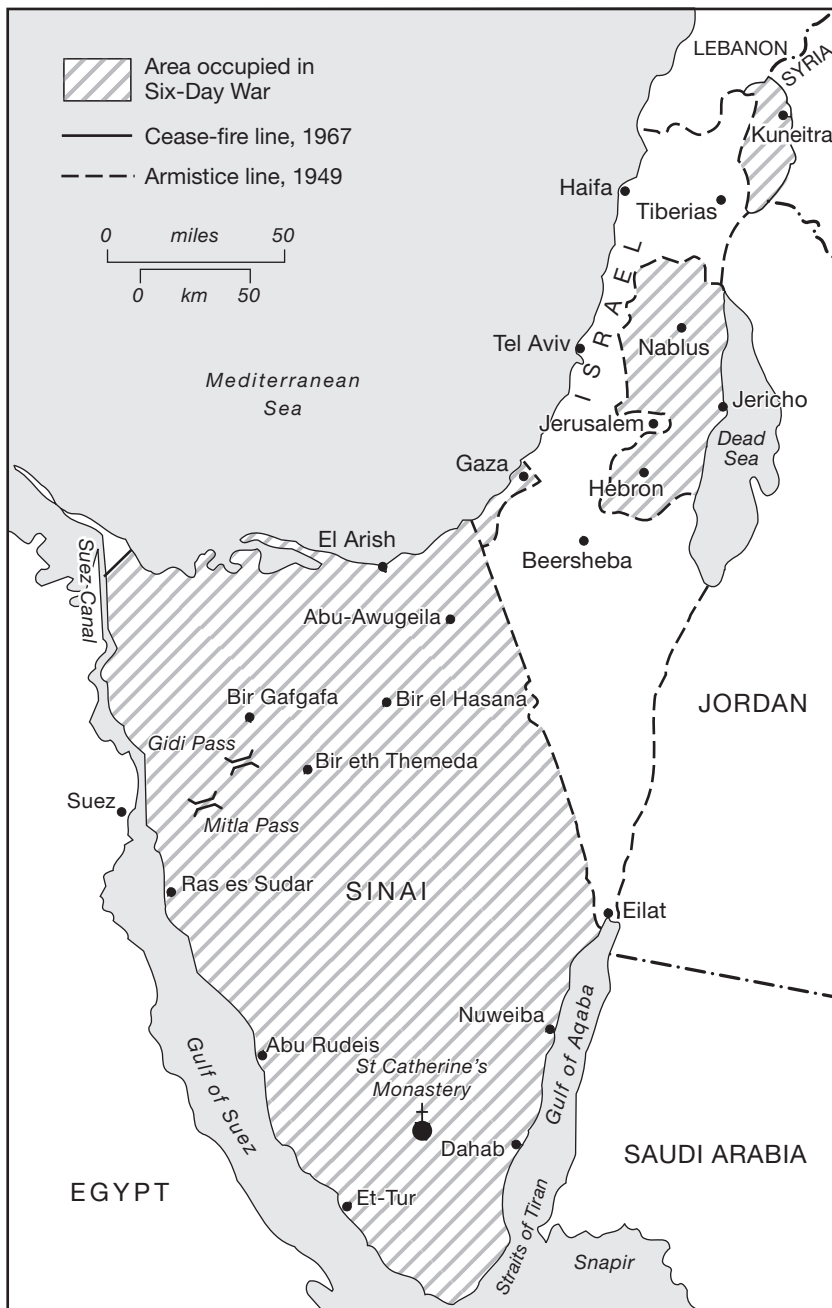 Area occupied in
Six-Day War
Cease-fire line, 1967
Armistice line, 1949
0 miles 50
0 km 50
LEBANON
SYRIA
Kuneitra
Haifa
Tiberias
ISRAEL
Tel Aviv
Nablus
Mediterranean
Sea
Jericho
Jerusalem
Dead
Sea
Gaza
Hebron
El Arish
Beersheba
Suez-Canal
Abu-Awugeila
Bir Gafgafa
Bir el Hasana
JORDAN
Gidi Pass
Bir eth Themeda
Suez
Mitla Pass
Ras es Sudar
SINAI
Eilat
Nuweiba
Gulf of Aqaba
Abu Rudeis
St Catherine's
Monastery
Gulf of Suez
Dahab
SAUDI ARABIA
EGYPT
Et-Tur
Straits of Tiran
Snapir